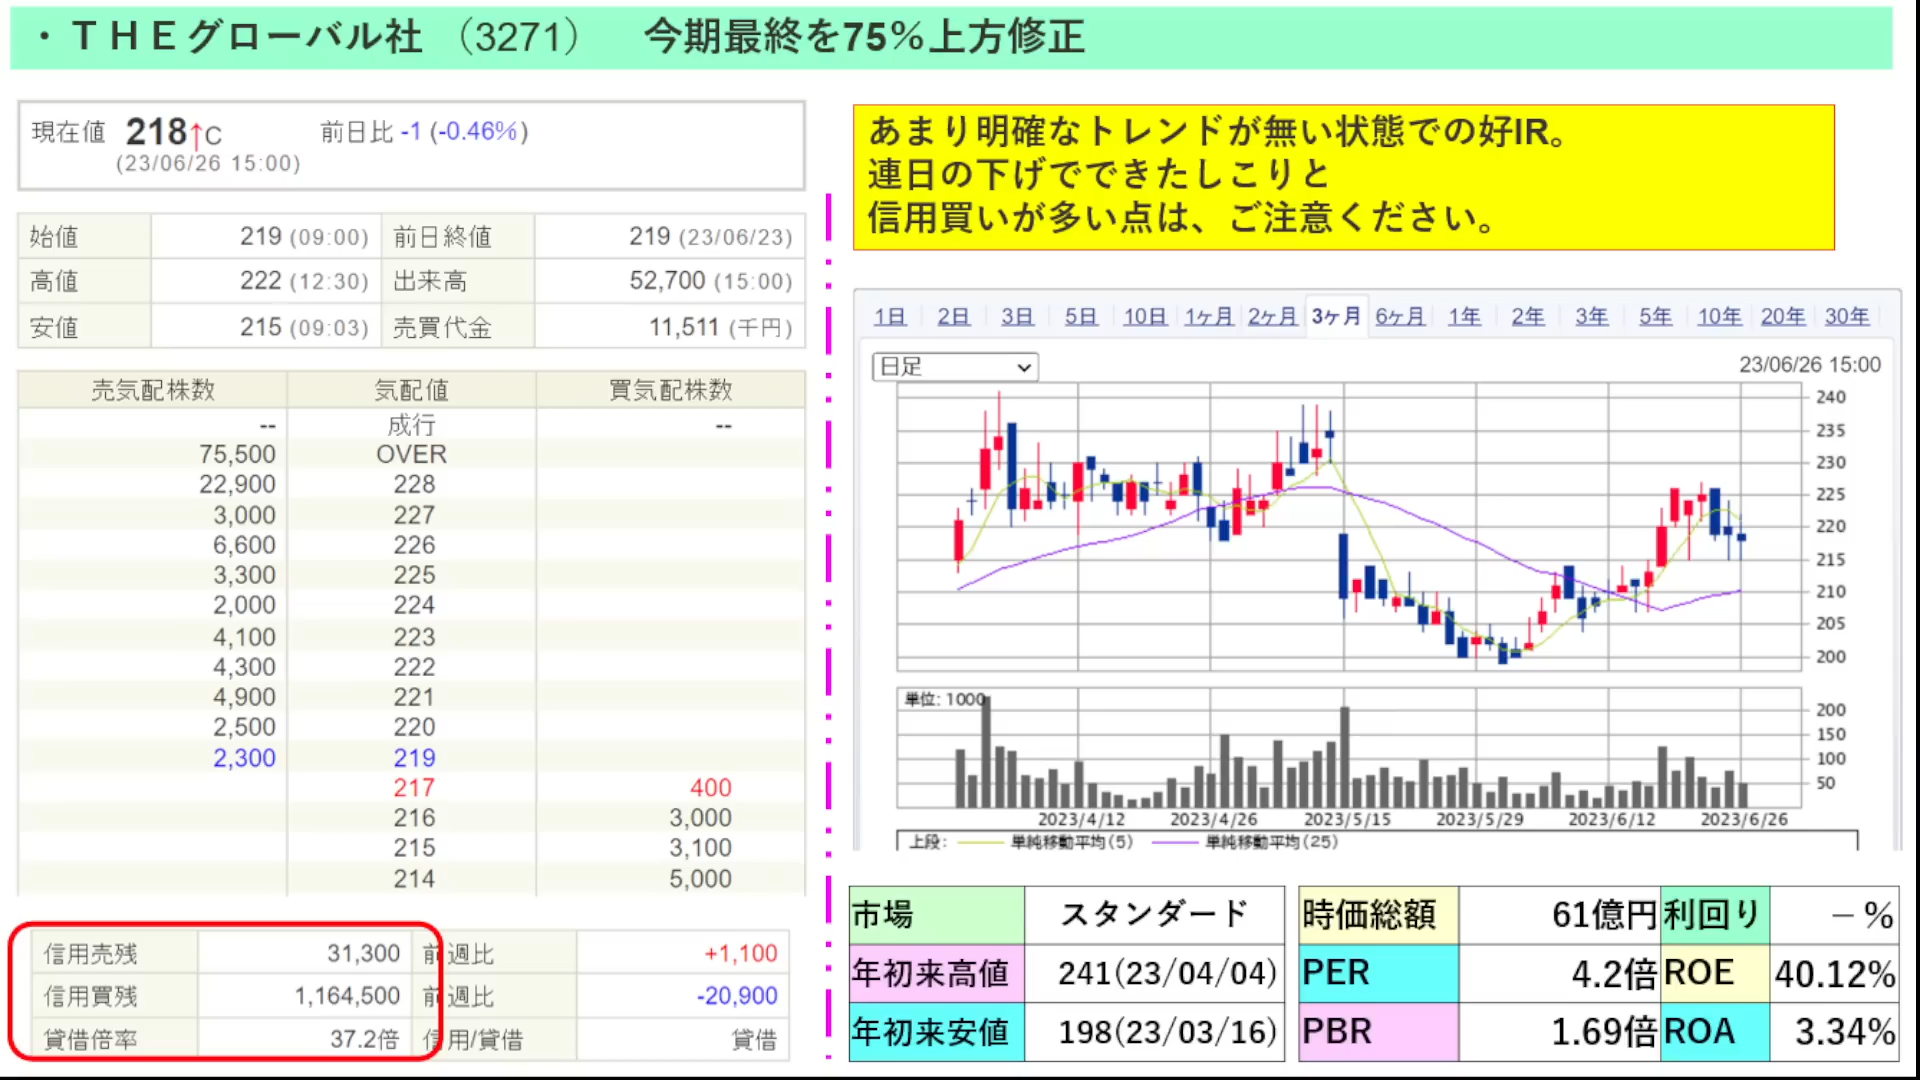 ・ＴＨＥグローバル社 （3271） 今期最終を75％上方修正
現在値 218↑C 前日比 -1 (-0.46%)
(23/06/26 15:00)
始値 219 (09:00) 前日終値 219 (23/06/23)
高値 222 (12:30) 出来高 52,700 (15:00)
安値 215 (09:03) 売買代金 11,511 (千円)
売気配株数 気配値 買気配株数
-- 成行 --
75,500 OVER
22,900 228
3,000 227
6,600 226
3,300 225
2,000 224
4,100 223
4,300 222
4,900 221
2,500 220
2,300 219
217 400
216 3,000
215 3,100
214 5,000
信用売残 31,300 前週比 +1,100
信用買残 1,164,500 前週比 -20,900
貸借倍率 37.2倍 信用/貸借 貸借
あまり明確なトレンドが無い状態での好IR。
連日の下げでできたしこりと
信用買いが多い点は、ご注意ください。
1日 2日 3日 5日 10日 1ヶ月 2ヶ月 3ヶ月 6ヶ月 1年 2年 3年 5年 10年 20年 30年
日足 23/06/26 15:00
240
235
230
225
220
215
210
205
200
単位: 1000
200
150
100
50
2023/4/12 2023/4/26 2023/5/15 2023/5/29 2023/6/12 2023/6/26
上段: 単純移動平均(5) 単純移動平均(25)
市場 スタンダード 時価総額 61億円 利回り －%
年初来高値 241(23/04/04) PER 4.2倍 ROE 40.12%
年初来安値 198(23/03/16) PBR 1.69倍 ROA 3.34%